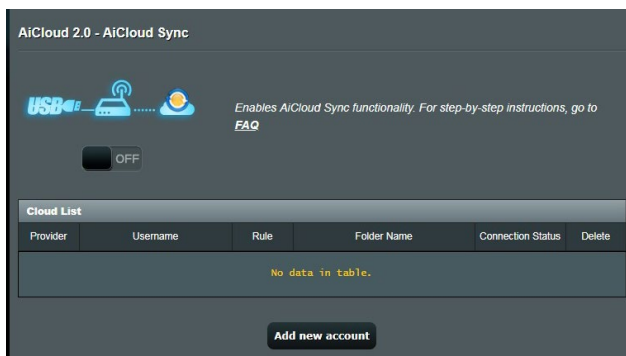 AiCloud 2.0 - AiCloud Sync
USB
Enables AiCloud Sync functionality. For step-by-step instructions, go to
FAQ
OFF
Cloud List
Provider Username Rule Folder Name Connection Status Delete
No data in table.
Add new account